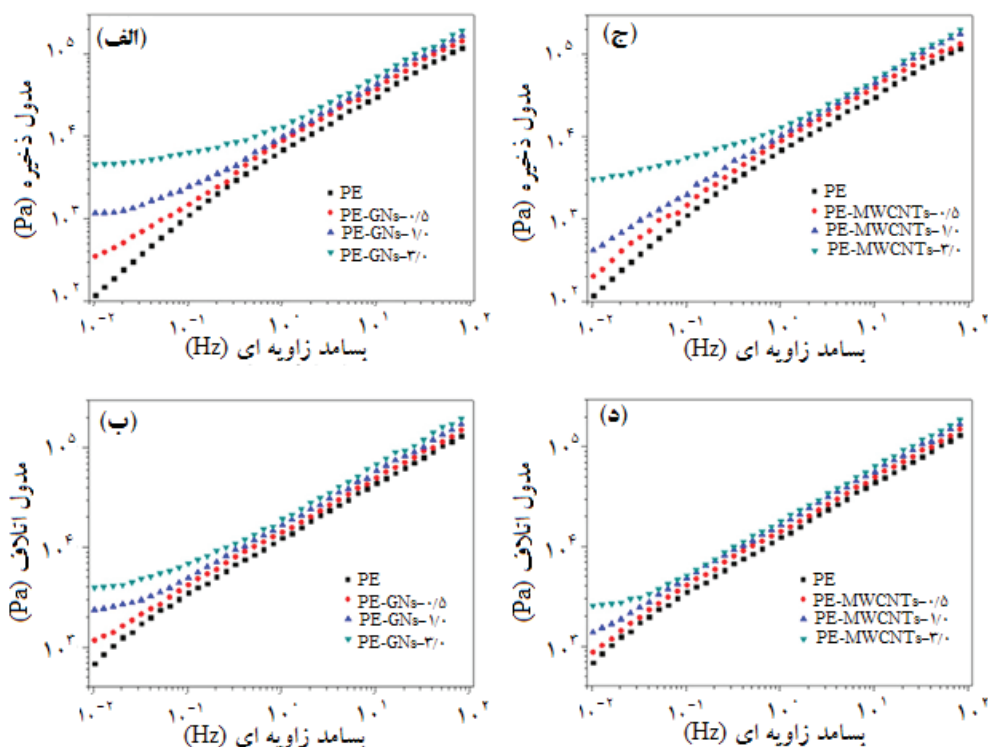 (الف)
مدول ذخیره (Pa)
۱۰^۵
۱۰^۴
۱۰^۳
۱۰^۲
PE
PE-GNs-۰/۵
PE-GNs-۱/۰
PE-GNs-۳/۰
۱۰^-۲ ۱۰^-۱ ۱۰^۰ ۱۰^۱ ۱۰^۲
بسامد زاویه ای (Hz)
(ج)
مدول ذخیره (Pa)
۱۰^۵
۱۰^۴
۱۰^۳
۱۰^۲
PE
PE-MWCNTs-۰/۵
PE-MWCNTs-۱/۰
PE-MWCNTs-۳/۰
۱۰^-۲ ۱۰^-۱ ۱۰^۰ ۱۰^۱ ۱۰^۲
بسامد زاویه ای (Hz)
(ب)
مدول اتلاف (Pa)
۱۰^۵
۱۰^۴
۱۰^۳
PE
PE-GNs-۰/۵
PE-GNs-۱/۰
PE-GNs-۳/۰
۱۰^-۲ ۱۰^-۱ ۱۰^۰ ۱۰^۱ ۱۰^۲
بسامد زاویه ای (Hz)
(د)
مدول اتلاف (Pa)
۱۰^۵
۱۰^۴
۱۰^۳
PE
PE-MWCNTs-۰/۵
PE-MWCNTs-۱/۰
PE-MWCNTs-۳/۰
۱۰^-۲ ۱۰^-۱ ۱۰^۰ ۱۰^۱ ۱۰^۲
بسامد زاویه ای (Hz)